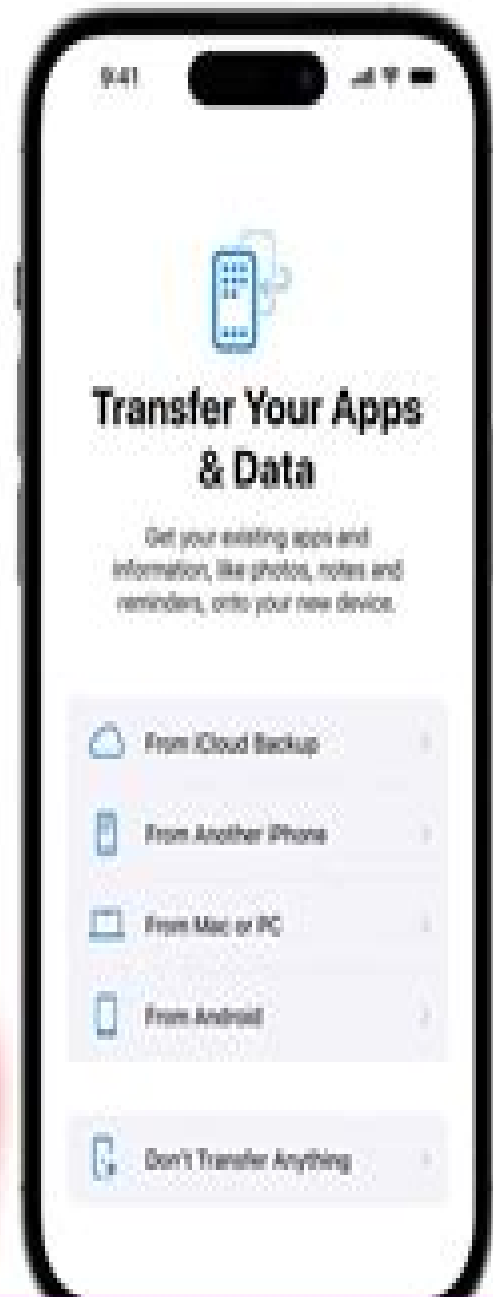 9:41
Transfer Your Apps
& Data
Get your existing apps and
information, like photos, notes and
reminders, onto your new device.
From iCloud Backup
From Another iPhone
From Mac or PC
From Android
Don't Transfer Anything